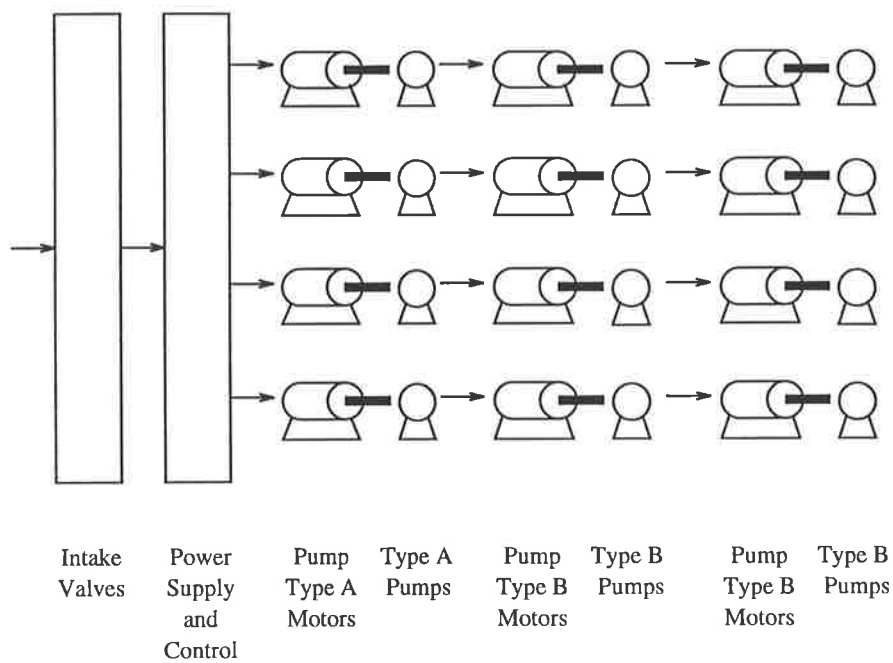 Intake
Valves
Power
Supply
and
Control
Pump
Type A
Motors
Type A
Pumps
Pump
Type B
Motors
Type B
Pumps
Pump
Type B
Motors
Type B
Pumps